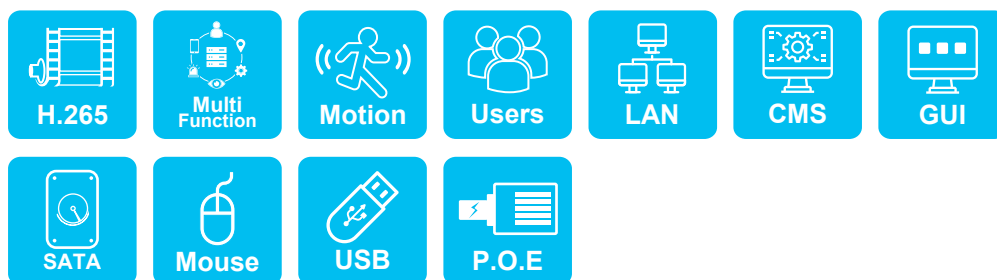 H.265
Multi
Function
Motion
Users
LAN
CMS
GUI
SATA
Mouse
USB
P.O.E